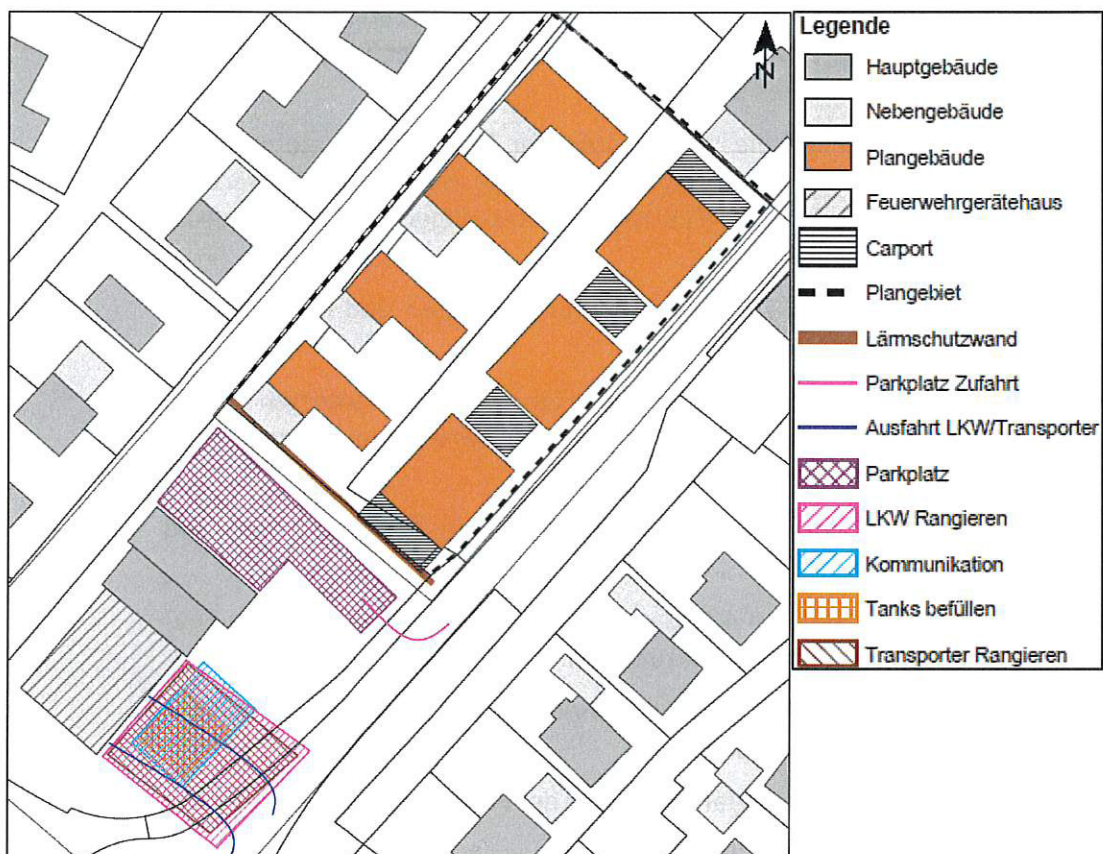 N
Legende
Hauptgebäude
Nebengebäude
Plangebäude
Feuerwehrgerätehaus
Carport
Plangebiet
Lärmschutzwand
Parkplatz Zufahrt
Ausfahrt LKW/Transporter
Parkplatz
LKW Rangieren
Kommunikation
Tanks befüllen
Transporter Rangieren